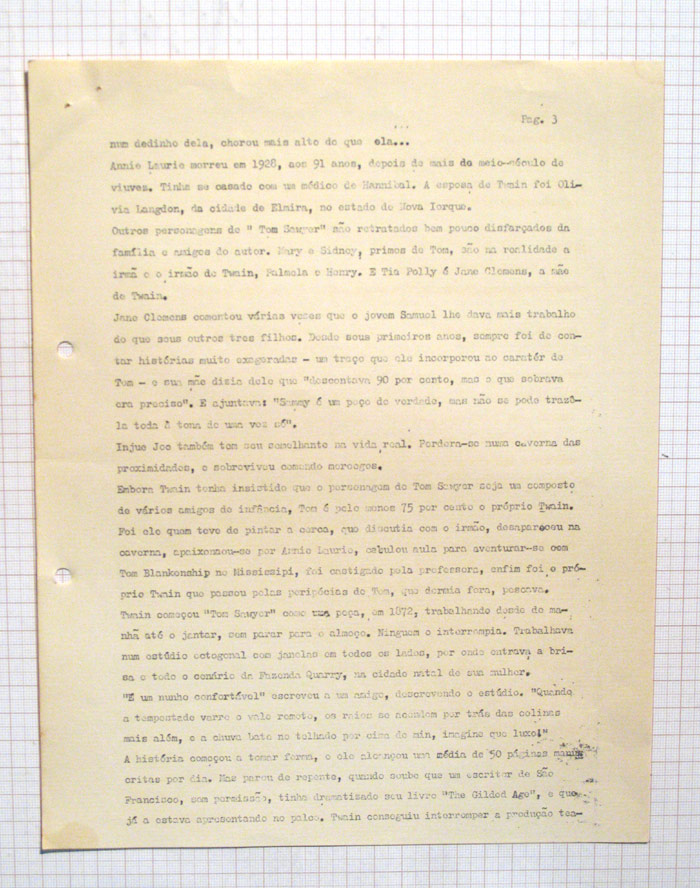 Pag. 3
num dedinho dela, chorou mais alto do que ela...
Annie Laurie morreu em 1928, aos 91 anos, depois de mais de meio-século de
viuvez. Tinha se casado com um médico de Hannibal. A esposa de Twain foi Oli-
via Langdon, da cidade de Elmira, no estado de Nova Iorque.
Outros personagens de " Tom Sawyer" são retratados bem pouco disfarçados da
família e amigos do autor. Mary e Sidney, primos de Tom, são na realidade a
irmã e o irmão de Twain, Palmela e Henry. E Tia Polly é Jane Clemens, a mãe
de Twain.
Jane Clemens comentou várias vezes que o jovem Samuel lhe dava mais trabalho
do que seus outros tres filhos. Desde seus primeiros anos, sempre foi de con-
tar histórias muito exageradas - um traço que ele incorporou ao caratér de
Tom - e sua mãe dizia dele que "descontava 90 por cento, mas o que sobrava
era preciso". E ajuntava: "Sammy é um poço de verdade, mas não se pode trazê-
la toda à tona de uma vez só".
Injue Joe também tem seu semelhante na vida real. Perdera-se numa caverna das
proximidades, e sobreviveu comendo morcegos.
Embora Twain tenha insistido que o personagem de Tom Sawyer seja um composto
de vários amigos de infância, Tom é pelo menos 75 por cento o próprio Twain.
Foi ele quem teve de pintar a cerca, que discutia com o irmão, desapareceu na
caverna, apaixonou-se por Annie Laurie, cabulou aula para aventurar-se com
Tom Blankonship no Mississipi, foi castigado pela professora, enfim foi o pró-
prio Twain que passou pelas peripécias de Tom, que dormia fora, pescava.
Twain começou "Tom Sawyer" como uma peça, em 1872, trabalhando desde de ma-
nhã até o jantar, sem parar para o almoço. Ninguem o interrompia. Trabalhava
num estúdio octogonal com janelas em todos os lados, por onde entrava a bri-
sa e todo o cenário da Fazenda Quarry, na cidade natal de sua mulher.
"É um nunho confortável" escreveu a um amigo, descrevendo o estúdio. "Quando
a tempestade varre o vale remoto, os raios se acendem por trás das colinas
mais além, e a chuva bate no telhado por cima de mim, imagine que luxo!"
A história começou a tomar forma, e ele alcançou uma média de 50 páginas manus
critas por dia. Mas parou de repente, quando soube que um escritor de São
Francisco, sem permissão, tinha dramatizado seu livro "The Gilded Age", e que
já a estava apresentando no palco. Twain conseguiu interromper a produção tea-